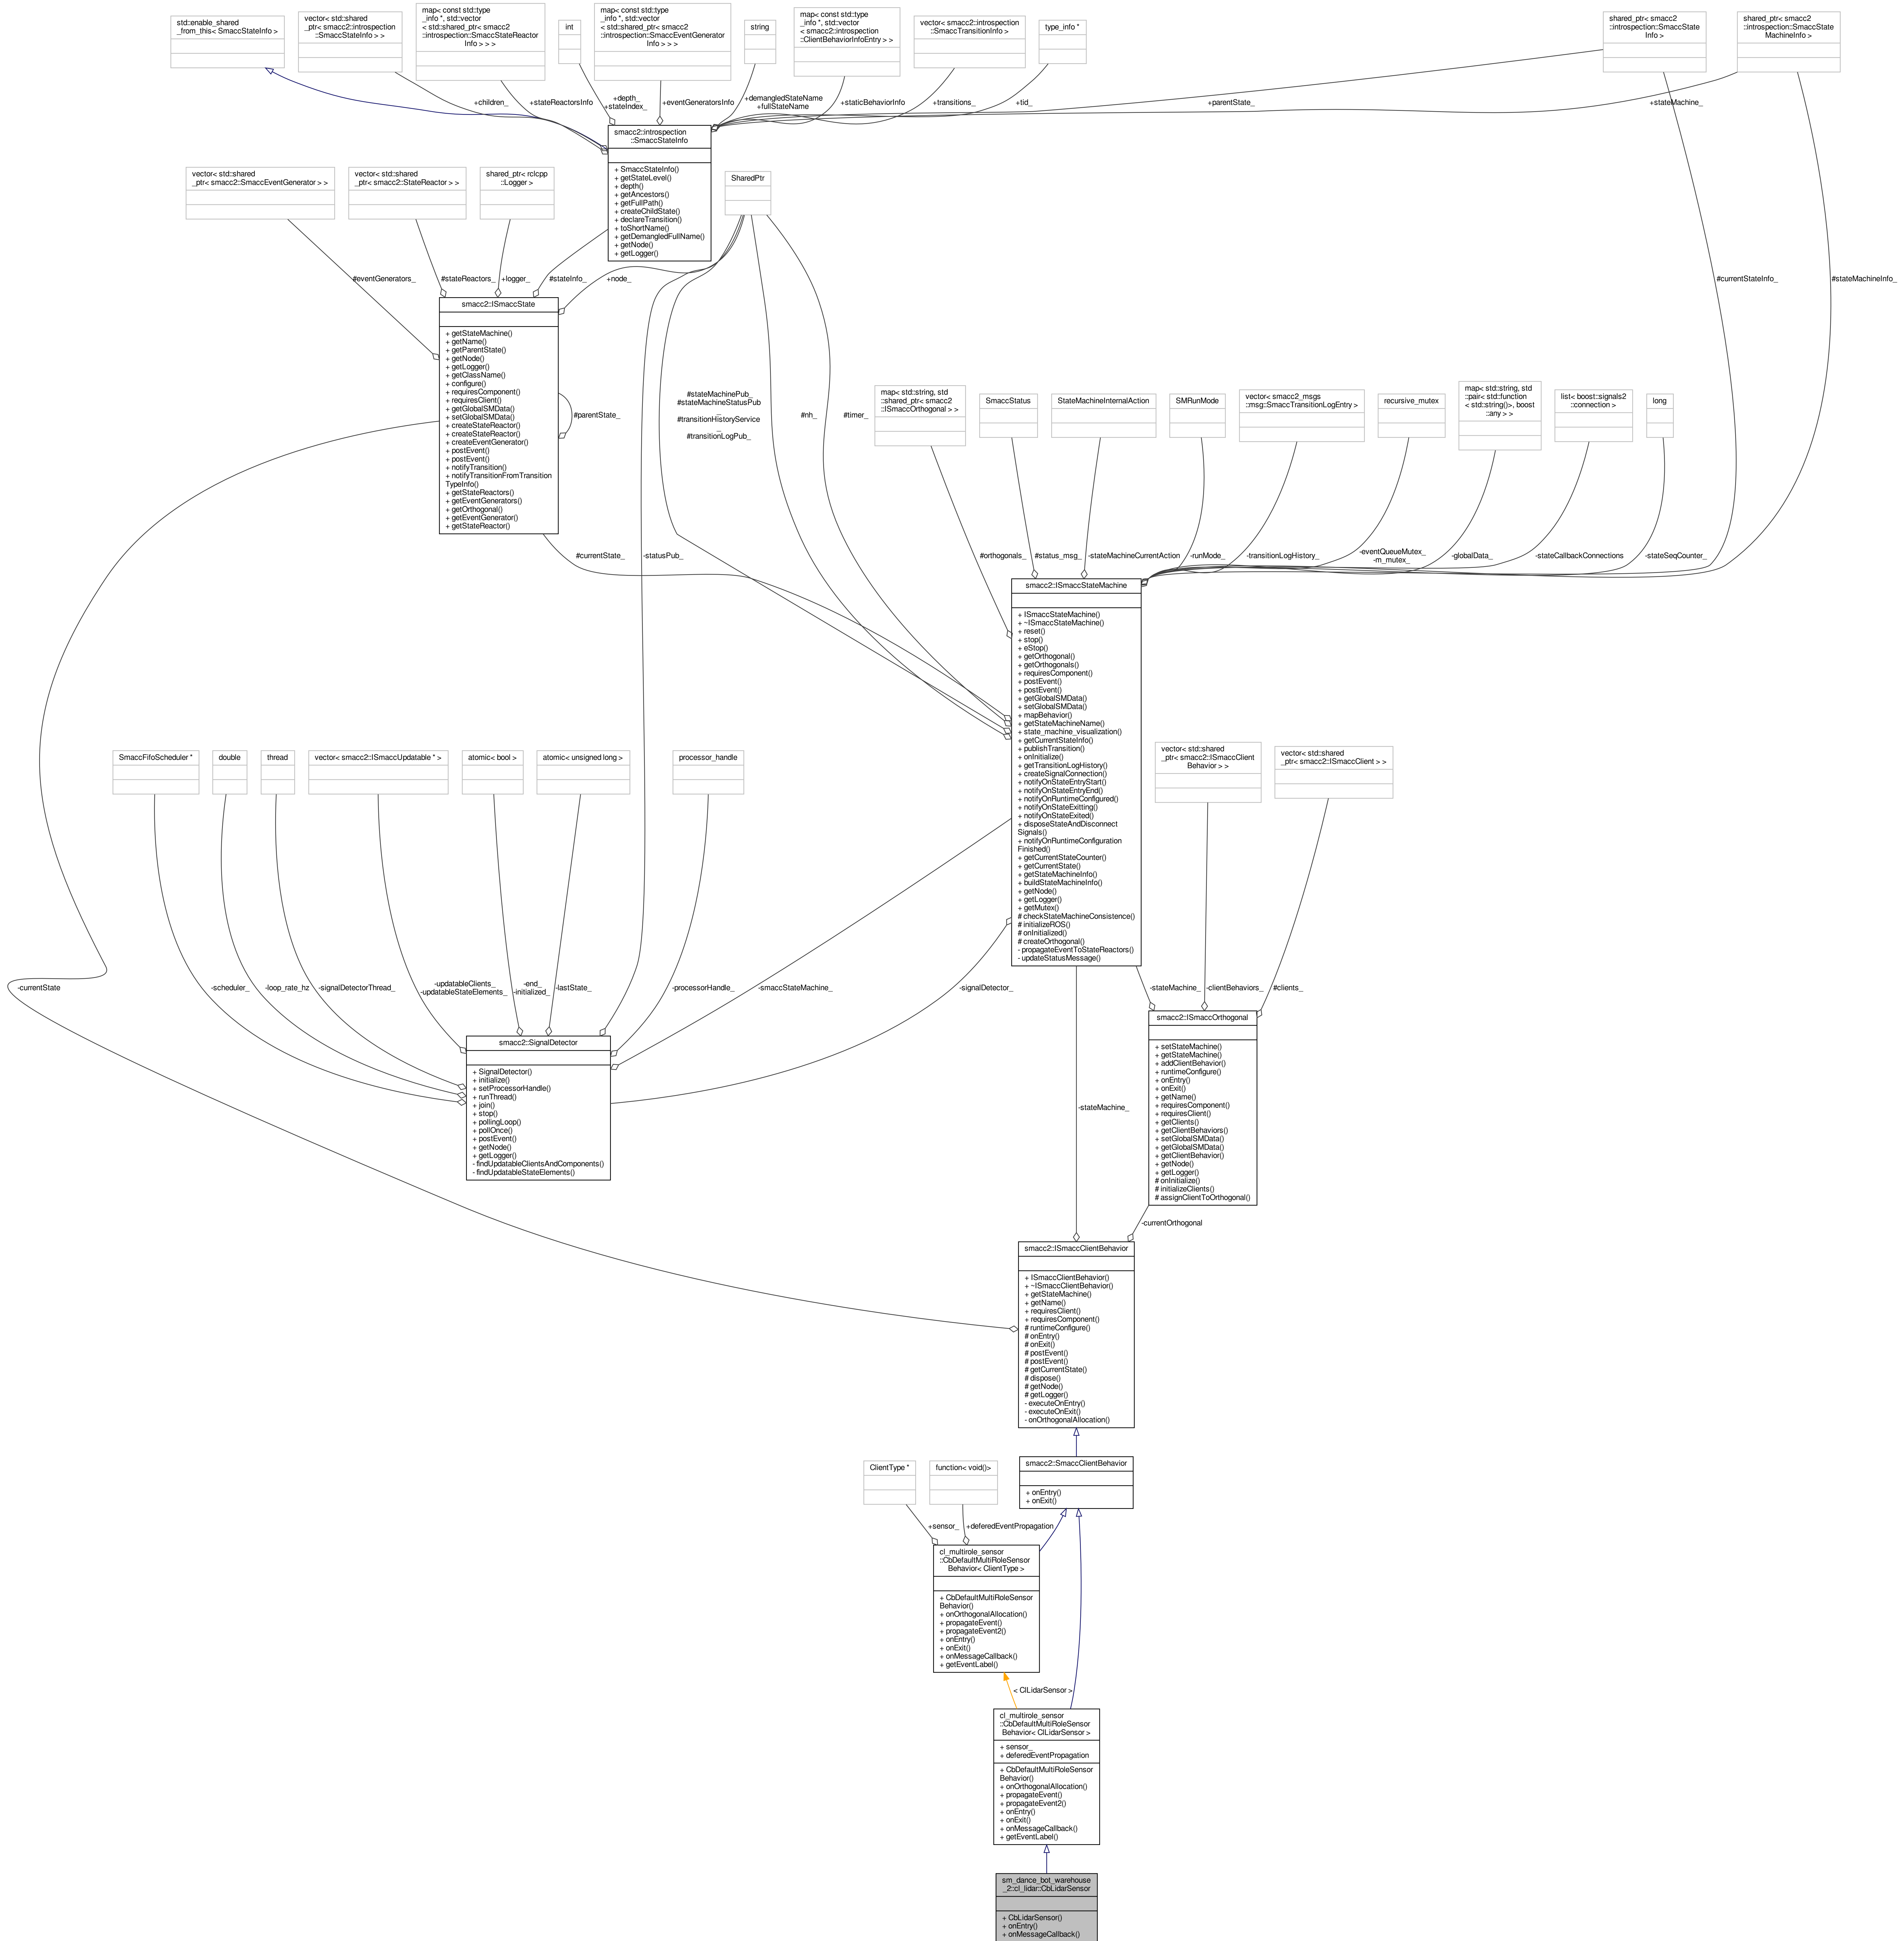 std::enable_shared
_from_this< SmaccStateInfo >
vector< std::shared
_ptr< smacc2::introspection
::SmaccStateInfo > >
map< const std::type
_info *, std::vector
< std::shared_ptr< smacc2
::introspection::SmaccStateReactor
Info > > >
int
map< const std::type
_info *, std::vector
< std::shared_ptr< smacc2
::introspection::SmaccEventGenerator
Info > > >
string
map< const std::type
_info *, std::vector
< smacc2::introspection
::ClientBehaviorInfoEntry > >
vector< smacc2::introspection
::SmaccTransitionInfo >
type_info *
shared_ptr< smacc2
::introspection::SmaccState
Info >
shared_ptr< smacc2
::introspection::SmaccState
MachineInfo >
+children_
+stateReactorsInfo
+depth_
+stateIndex_
+eventGeneratorsInfo
+demangledStateName
+fullStateName
+staticBehaviorInfo
+transitions_
+tid_
+parentState_
+stateMachine_
smacc2::introspection
::SmaccStateInfo
+ SmaccStateInfo()
+ getStateLevel()
+ depth()
+ getAncestors()
+ getFullPath()
+ createChildState()
+ declareTransition()
+ toShortName()
+ getDemangledFullName()
+ getNode()
+ getLogger()
vector< std::shared
_ptr< smacc2::SmaccEventGenerator > >
vector< std::shared
_ptr< smacc2::StateReactor > >
shared_ptr< rclcpp
::Logger >
SharedPtr
#eventGenerators_
#stateReactors_
+logger_
#stateInfo_
+node_
#currentStateInfo_
#stateMachineInfo_
smacc2::ISmaccState
+ getStateMachine()
+ getName()
+ getParentState()
+ getNode()
+ getLogger()
+ getClassName()
+ configure()
+ requiresComponent()
+ requiresClient()
+ getGlobalSMData()
+ setGlobalSMData()
+ createStateReactor()
+ createStateReactor()
+ createEventGenerator()
+ postEvent()
+ postEvent()
+ notifyTransition()
+ notifyTransitionFromTransition
TypeInfo()
+ getStateReactors()
+ getEventGenerators()
+ getOrthogonal()
+ getEventGenerator()
+ getStateReactor()
#parentState_
#stateMachinePub_
#stateMachineStatusPub
_
#transitionHistoryService
_
#transitionLogPub_
#nh_
#timer_
map< std::string, std
::shared_ptr< smacc2
::ISmaccOrthogonal > >
SmaccStatus
StateMachineInternalAction
SMRunMode
vector< smacc2_msgs
::msg::SmaccTransitionLogEntry >
recursive_mutex
map< std::string, std
::pair< std::function
< std::string()>, boost
::any > >
list< boost::signals2
::connection >
long
#currentState_
-statusPub_
#orthogonals_
#status_msg_
-stateMachineCurrentAction
-runMode_
-transitionLogHistory_
-eventQueueMutex_
-m_mutex_
-globalData_
-stateCallbackConnections
-stateSeqCounter_
smacc2::ISmaccStateMachine
+ ISmaccStateMachine()
+ ~ISmaccStateMachine()
+ reset()
+ stop()
+ eStop()
+ getOrthogonal()
+ getOrthogonals()
+ requiresComponent()
+ postEvent()
+ postEvent()
+ getGlobalSMData()
+ setGlobalSMData()
+ mapBehavior()
+ getStateMachineName()
+ state_machine_visualization()
+ getCurrentStateInfo()
+ publishTransition()
+ onInitialize()
+ getTransitionLogHistory()
+ createSignalConnection()
+ notifyOnStateEntryStart()
+ notifyOnStateEntryEnd()
+ notifyOnRuntimeConfigured()
+ notifyOnStateExitting()
+ notifyOnStateExited()
+ disposeStateAndDisconnect
Signals()
+ notifyOnRuntimeConfiguration
Finished()
+ getCurrentStateCounter()
+ getCurrentState()
+ getStateMachineInfo()
+ buildStateMachineInfo()
+ getNode()
+ getLogger()
+ getMutex()
# checkStateMachineConsistence()
# initializeROS()
# onInitialized()
# createOrthogonal()
- propagateEventToStateReactors()
- updateStatusMessage()
SmaccFifoScheduler *
double
thread
vector< smacc2::ISmaccUpdatable * >
atomic< bool >
atomic< unsigned long >
processor_handle
vector< std::shared
_ptr< smacc2::ISmaccClient
Behavior > >
vector< std::shared
_ptr< smacc2::ISmaccClient > >
-currentState
-scheduler_
-loop_rate_hz
-signalDetectorThread_
-updatableClients_
-updatableStateElements_
-end_
-initialized_
-lastState_
-processorHandle_
-smaccStateMachine_
-signalDetector_
-stateMachine_
-clientBehaviors_
#clients_
smacc2::SignalDetector
+ SignalDetector()
+ initialize()
+ setProcessorHandle()
+ runThread()
+ join()
+ stop()
+ pollingLoop()
+ pollOnce()
+ postEvent()
+ getNode()
+ getLogger()
- findUpdatableClientsAndComponents()
- findUpdatableStateElements()
smacc2::ISmaccOrthogonal
+ setStateMachine()
+ getStateMachine()
+ addClientBehavior()
+ runtimeConfigure()
+ onEntry()
+ onExit()
+ getName()
+ requiresComponent()
+ requiresClient()
+ getClients()
+ getClientBehaviors()
+ setGlobalSMData()
+ getGlobalSMData()
+ getClientBehavior()
+ getNode()
+ getLogger()
# onInitialize()
# initializeClients()
# assignClientToOrthogonal()
-stateMachine_
-currentOrthogonal
smacc2::ISmaccClientBehavior
+ ISmaccClientBehavior()
+ ~ISmaccClientBehavior()
+ getStateMachine()
+ getName()
+ requiresClient()
+ requiresComponent()
# runtimeConfigure()
# onEntry()
# onExit()
# postEvent()
# postEvent()
# getCurrentState()
# dispose()
# getNode()
# getLogger()
- executeOnEntry()
- executeOnExit()
- onOrthogonalAllocation()
ClientType *
function< void()>
smacc2::SmaccClientBehavior
+ onEntry()
+ onExit()
+sensor_
+deferedEventPropagation
cl_multirole_sensor
::CbDefaultMultiRoleSensor
Behavior< ClientType >
+ CbDefaultMultiRoleSensor
Behavior()
+ onOrthogonalAllocation()
+ propagateEvent()
+ propagateEvent2()
+ onEntry()
+ onExit()
+ onMessageCallback()
+ getEventLabel()
< ClLidarSensor >
cl_multirole_sensor
::CbDefaultMultiRoleSensor
Behavior< ClLidarSensor >
+ sensor_
+ deferedEventPropagation
+ CbDefaultMultiRoleSensor
Behavior()
+ onOrthogonalAllocation()
+ propagateEvent()
+ propagateEvent2()
+ onEntry()
+ onExit()
+ onMessageCallback()
+ getEventLabel()
sm_dance_bot_warehouse
_2::cl_lidar::CbLidarSensor
+ CbLidarSensor()
+ onEntry()
+ onMessageCallback()